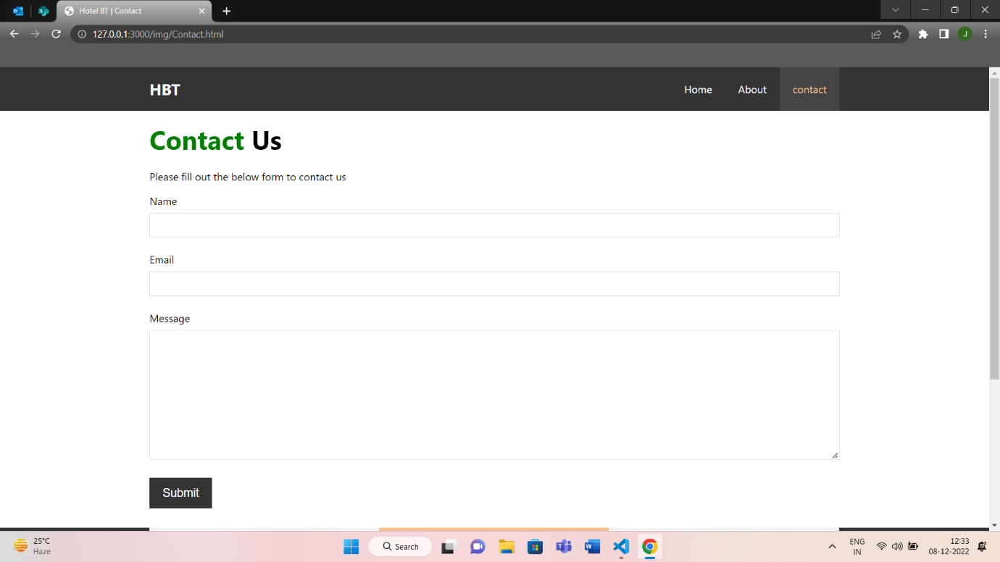 Hotel BT | Contact
127.0.0.1:3000/img/Contact.html
J
HBT
Home About contact
Contact Us
Please fill out the below form to contact us
Name
Email
Message
Submit
25°C
Haze
Search
ENG
IN
12:33
08-12-2022